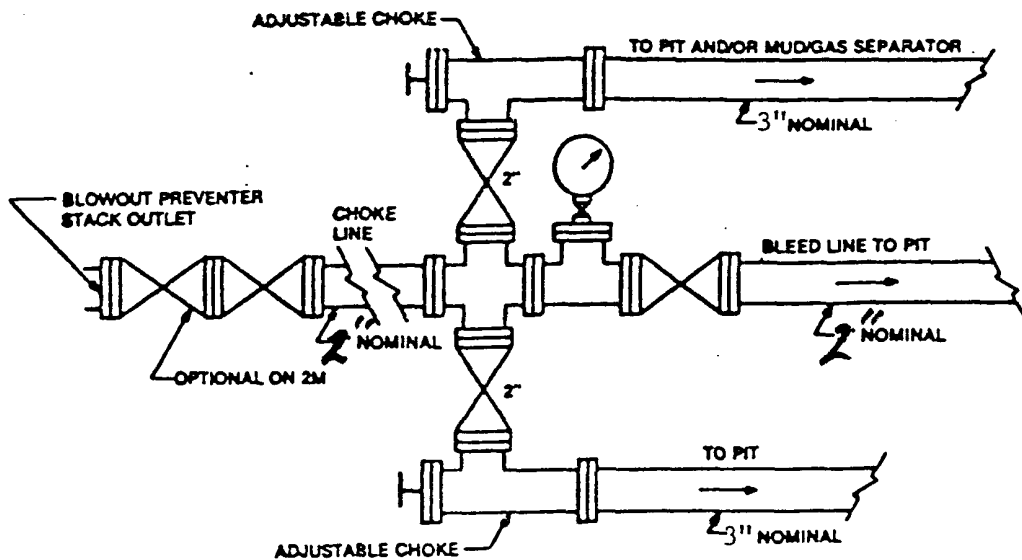 ADJUSTABLE CHOKE
TO PIT AND/OR MUD/GAS SEPARATOR
3" NOMINAL
2"
BLOWOUT PREVENTER
STACK OUTLET
CHOKE
LINE
BLEED LINE TO PIT
2" NOMINAL
2" NOMINAL
OPTIONAL ON 2M
2"
TO PIT
3" NOMINAL
ADJUSTABLE CHOKE